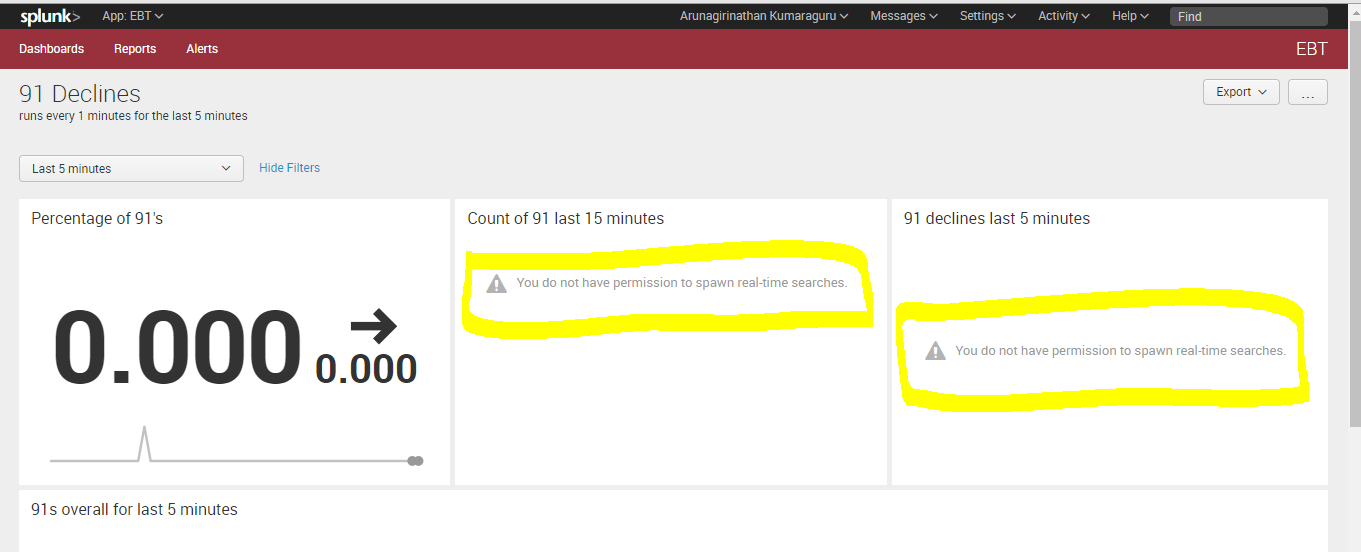 splunk> App: EBT Arunagirinathan Kumaraguru Messages Settings Activity Help Find
Dashboards Reports Alerts EBT
91 Declines
runs every 1 minutes for the last 5 minutes
Export ...
Last 5 minutes Hide Filters
Percentage of 91's
0.000
0.000
Count of 91 last 15 minutes
You do not have permission to spawn real-time searches.
91 declines last 5 minutes
You do not have permission to spawn real-time searches.
91s overall for last 5 minutes